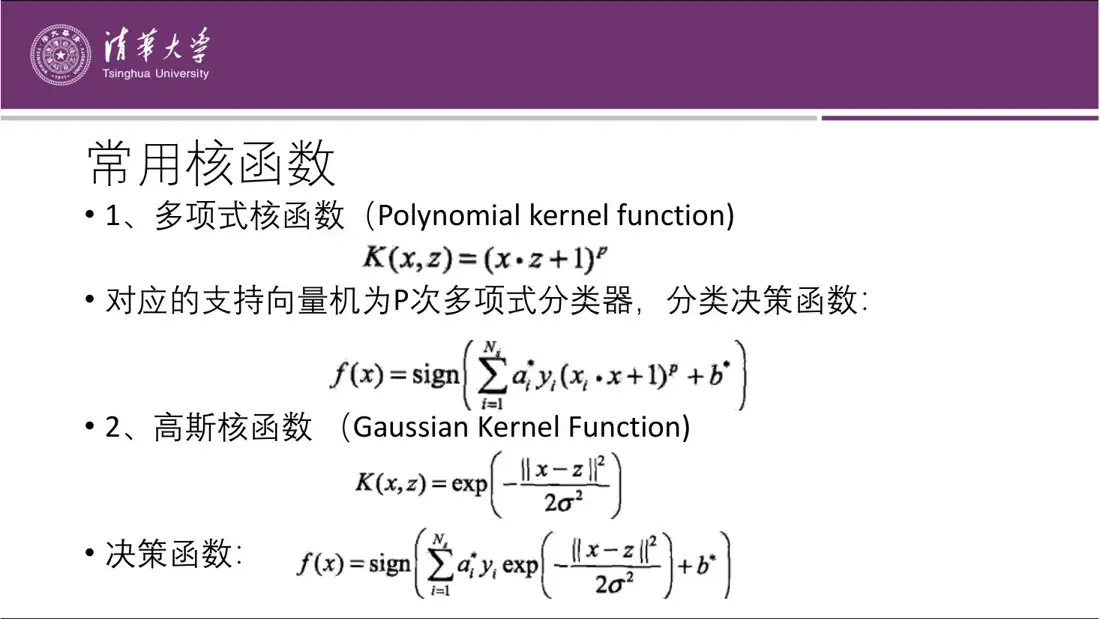 清华大学
Tsinghua University
常用核函数
• 1、多项式核函数（Polynomial kernel function)
K(x,z)=(x•z+1)^p
• 对应的支持向量机为P次多项式分类器，分类决策函数：
f(x)=sign(∑_{i=1}^{N_s} a_i^* y_i(x_i•x+1)^p+b^*)
• 2、高斯核函数 （Gaussian Kernel Function)
K(x,z)=exp(-||x-z||^2/2σ^2)
• 决策函数： f(x)=sign(∑_{i=1}^{N_s} a_i^* y_i exp(-||x-z||^2/2σ^2)+b^*)